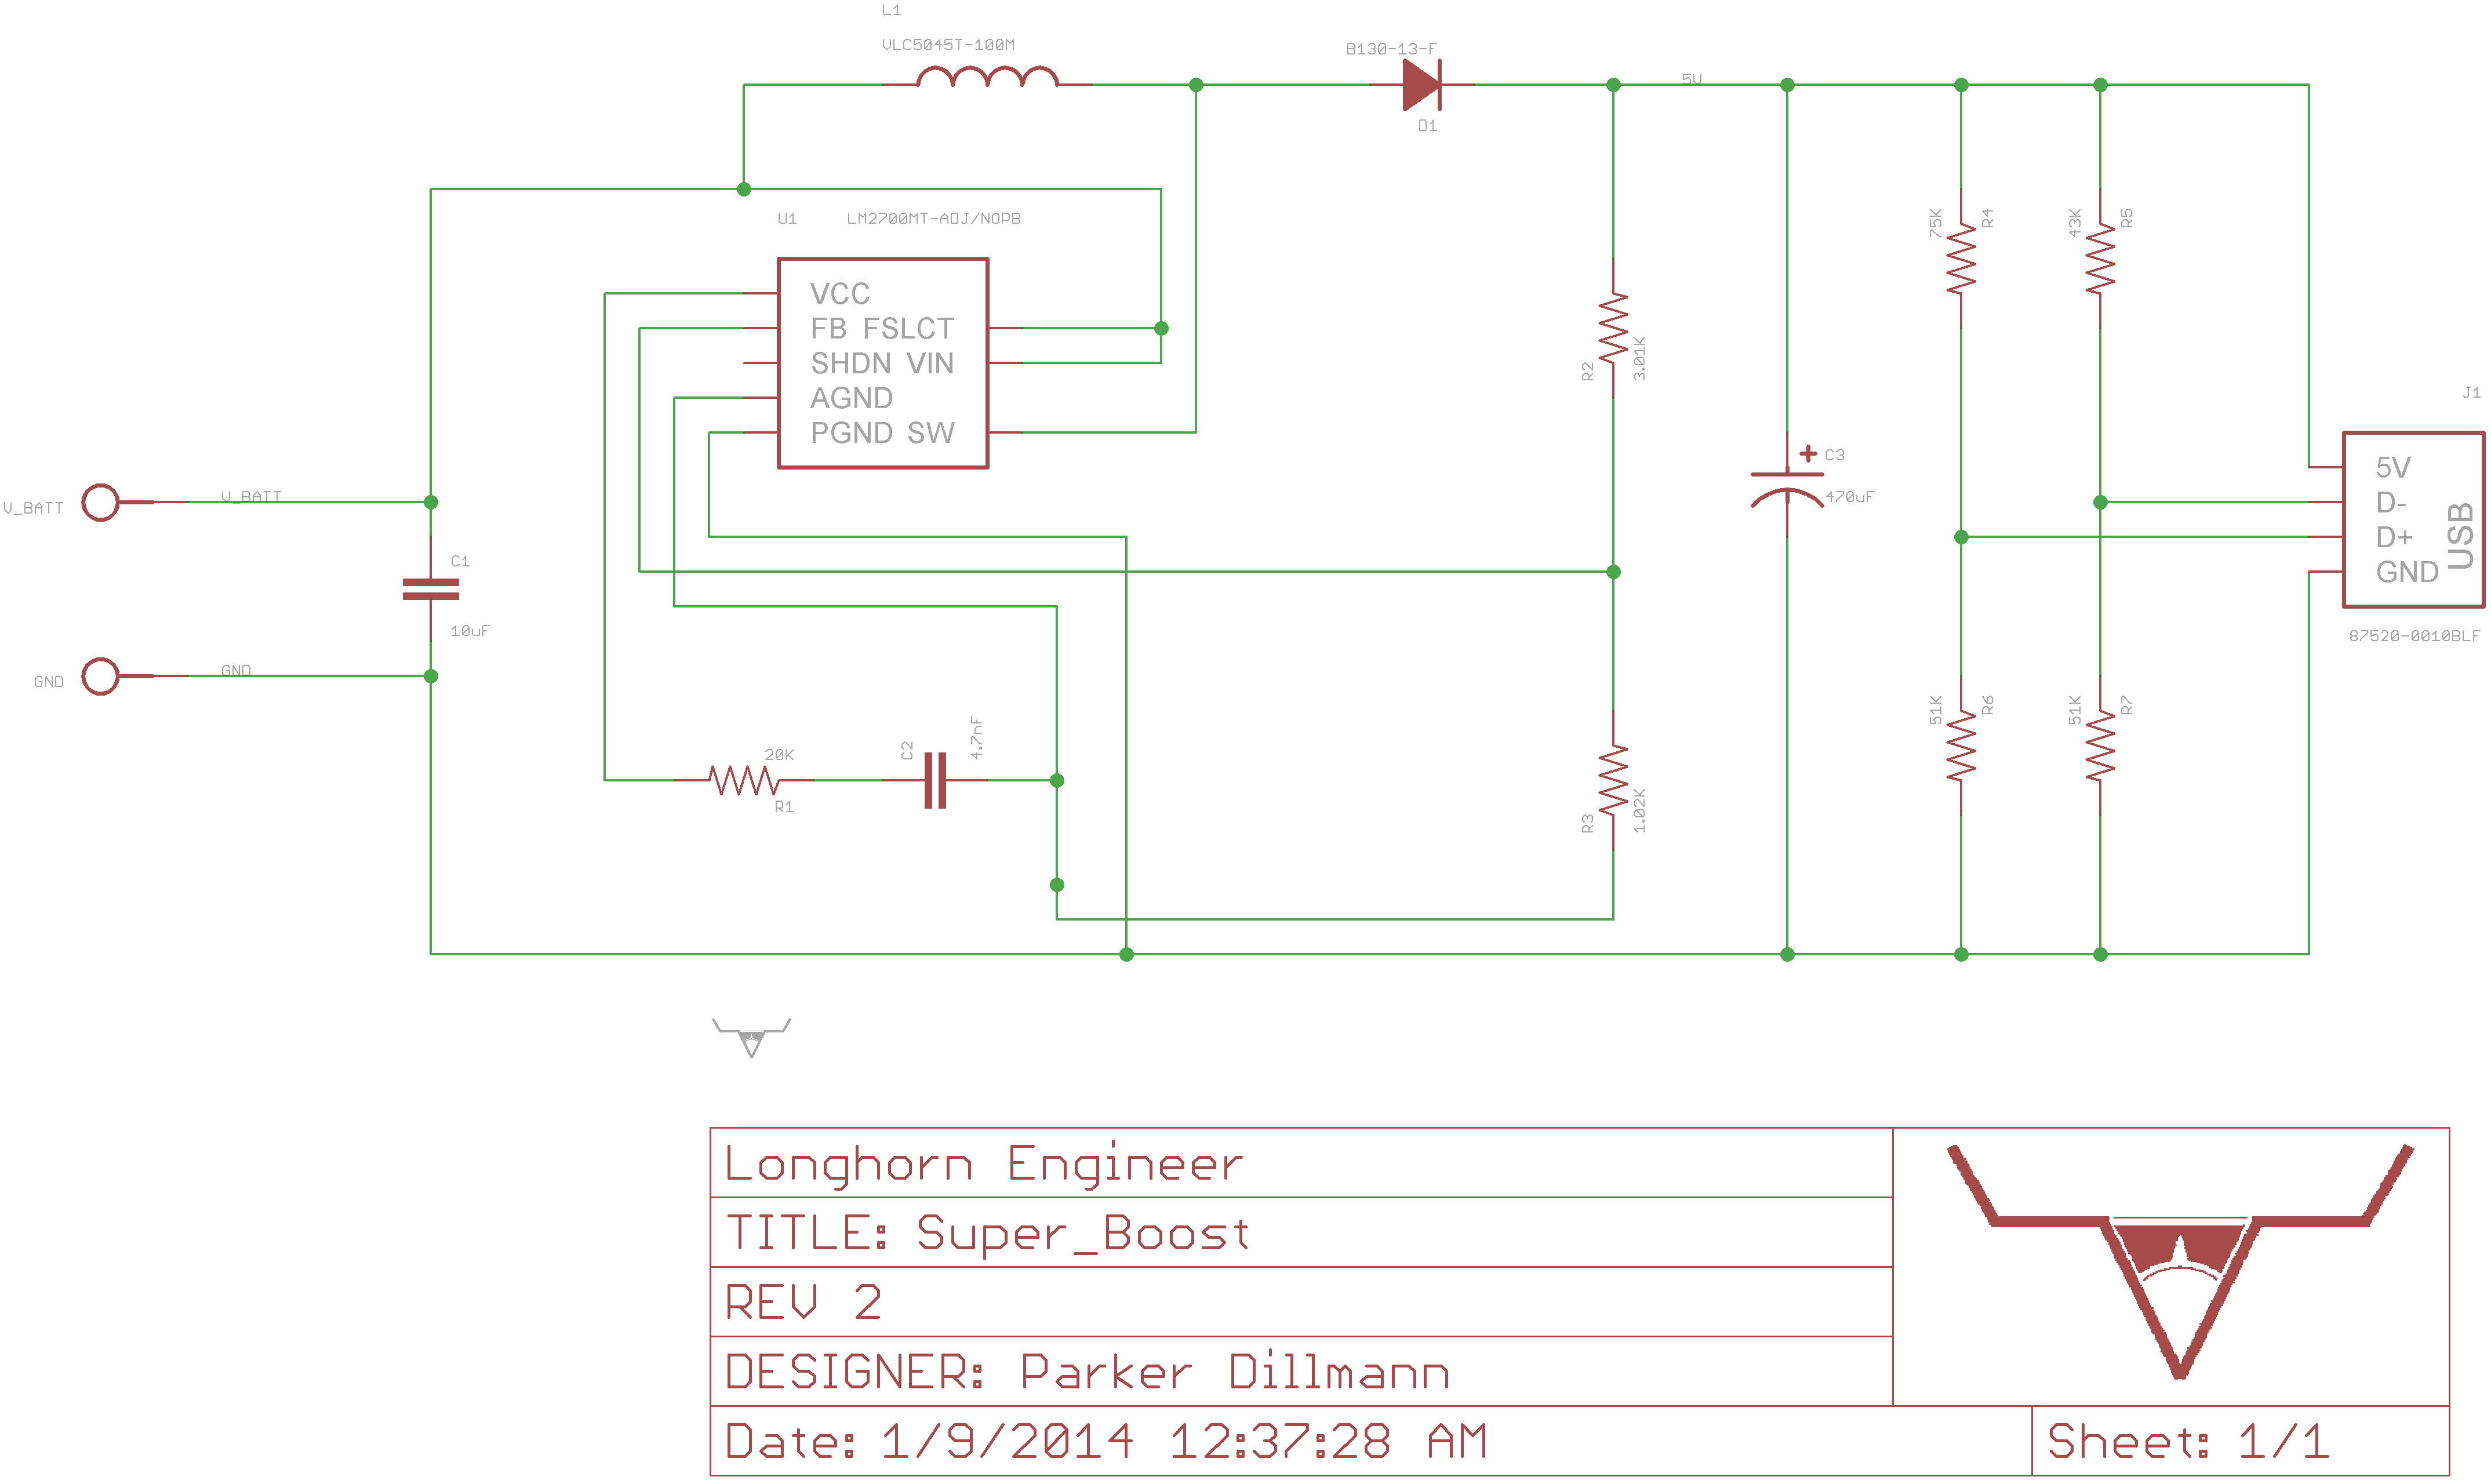 L1
VLC5045T-100M
B130-13-F
D1
5V
U1 LM2700MT-ADJ/NOPB
VCC
FB FSLCT
SHDN VIN
AGND
PGND SW
75K
R4
43K
R5
R2
3.01K
J1
5V
D-
D+
GND
USB
87520-0010BLF
C3
470uF
V_BATT
V_BATT
C1
10uF
GND
GND
20K
R1
C2
4.7nF
R3
1.02K
51K
R6
51K
R7
Longhorn Engineer
TITLE: Super_Boost
REV 2
DESIGNER: Parker Dillmann
Date: 1/9/2014 12:37:28 AM
Sheet: 1/1